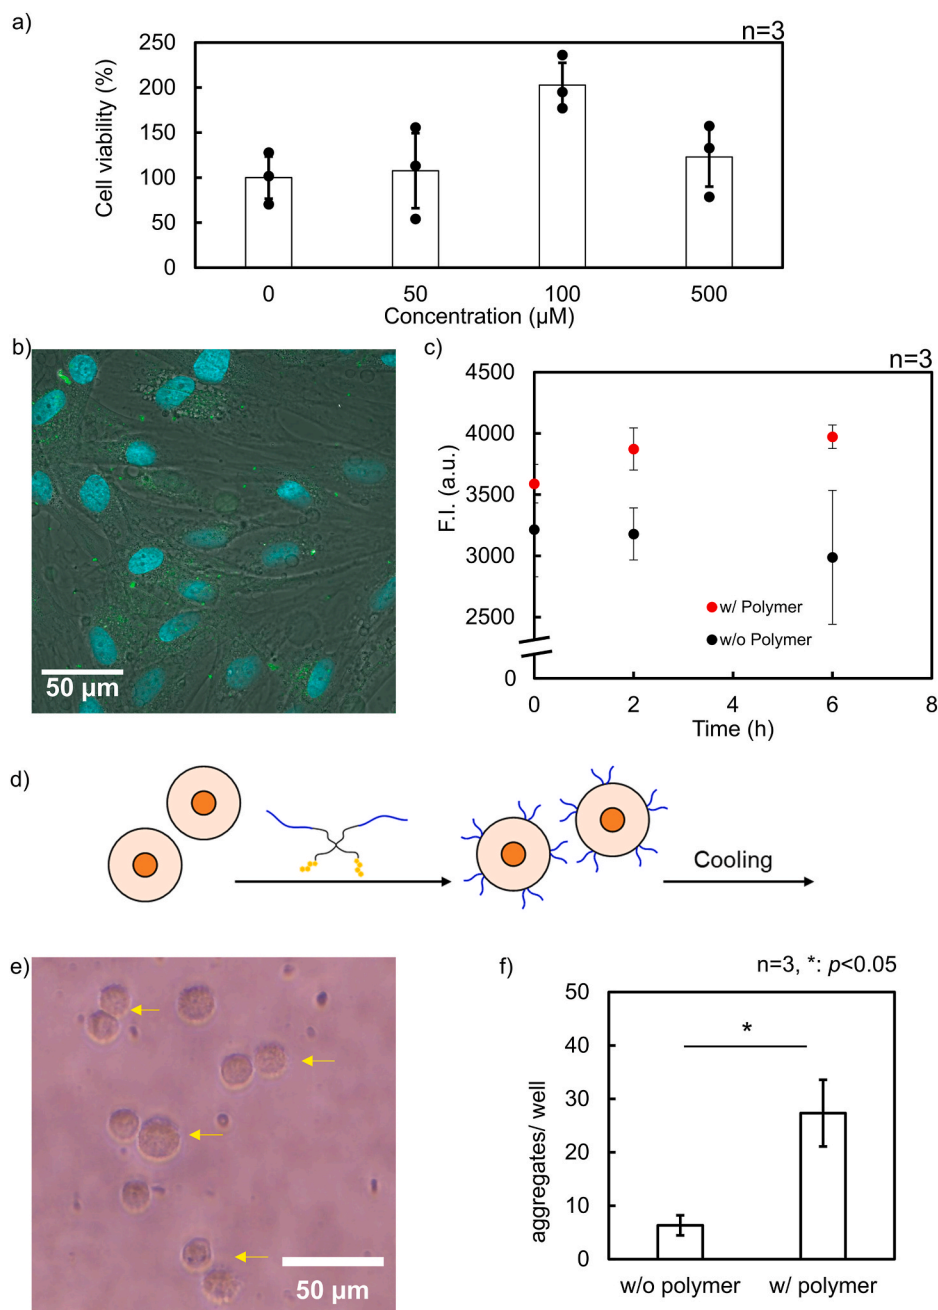 a)
n=3
Cell viability (%)
250
200
150
100
50
0
0 50 100 500
Concentration (µM)
b)
50 µm
c)
n=3
F.I. (a.u.)
4500
4000
3500
3000
2500
0
w/ Polymer
w/o Polymer
0 2 4 6 8
Time (h)
d)
Cooling
e)
50 µm
f)
n=3, *: p<0.05
aggregates/ well
50
40
30
20
10
0
*
w/o polymer w/ polymer